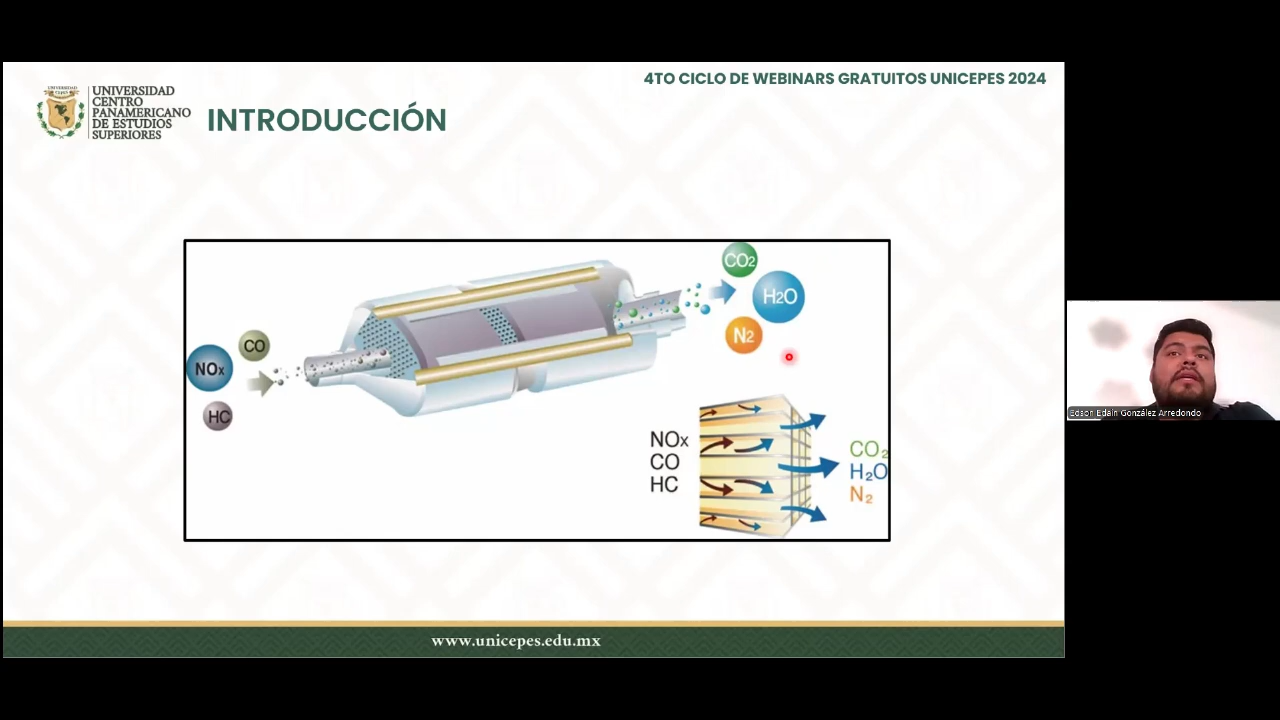 4TO CICLO DE WEBINARS GRATUITOS UNICEPES 2024
UNIVERSIDAD
CENTRO
PANAMERICANO
DE ESTUDIOS
SUPERIORES
INTRODUCCIÓN
CO
NOx
HC
CO2
H2O
N2
NOx
CO
HC
CO2
H2O
N2
Edson Edain González Arredondo
www.unicepes.edu.mx